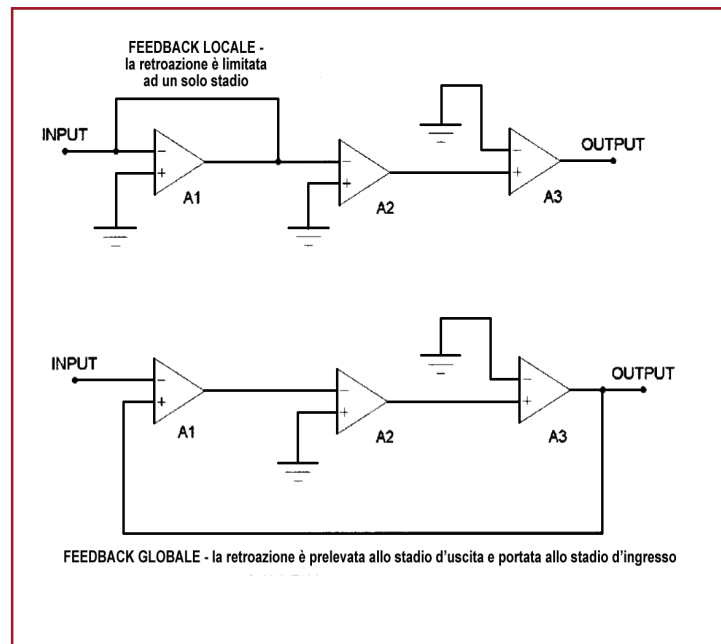 FEEDBACK LOCALE -
la retroazione è limitata
ad un solo stadio
INPUT
OUTPUT
A1
A2
A3
INPUT
OUTPUT
A1
A2
A3
FEEDBACK GLOBALE - la retroazione è prelevata allo stadio d'uscita e portata allo stadio d'ingresso